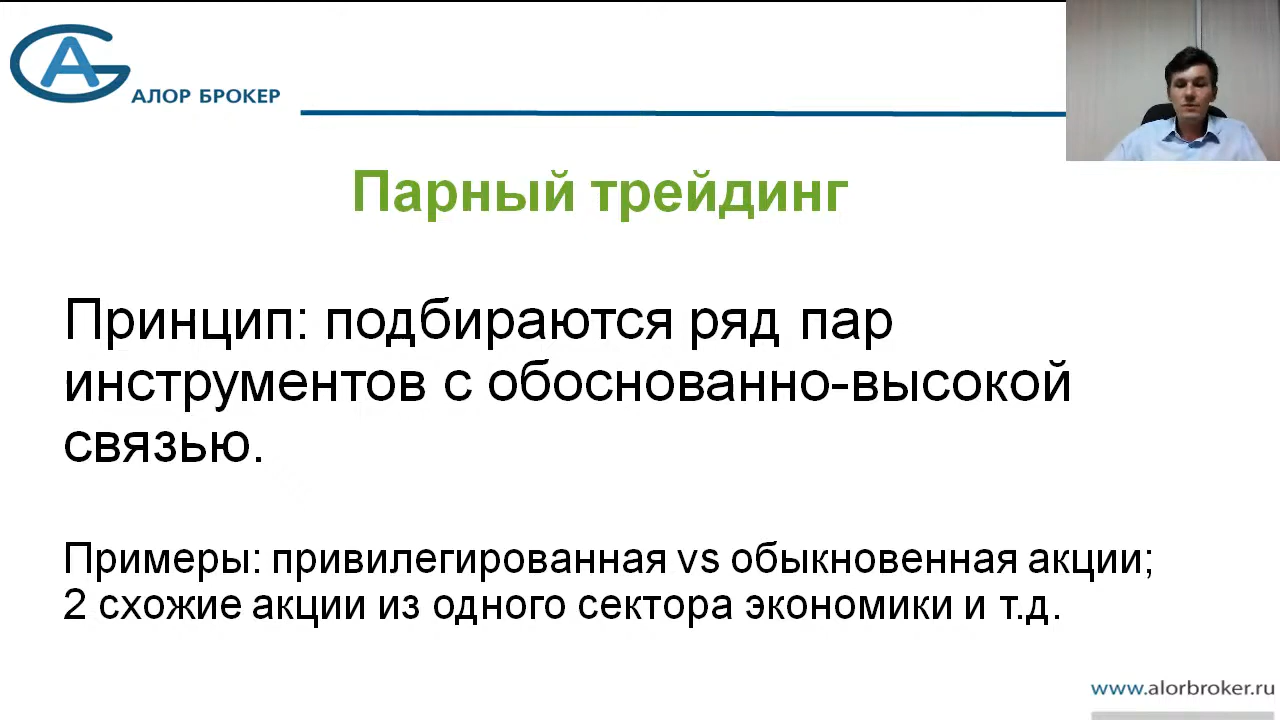 АЛОР БРОКЕР
Парный трейдинг
Принцип: подбираются ряд пар
инструментов с обоснованно-высокой
связью.
Примеры: привилегированная vs обыкновенная акции;
2 схожие акции из одного сектора экономики и т.д.
www.alorbroker.ru